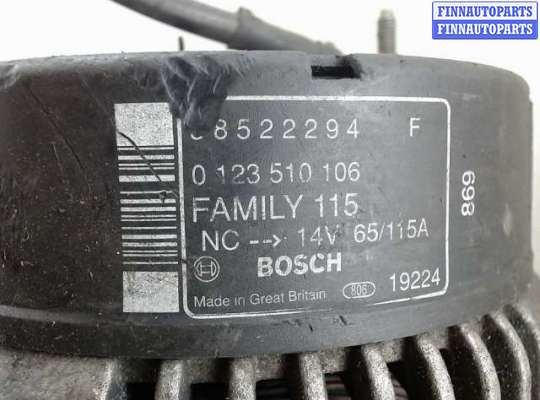 FINNAUTOPARTS
FINNAUTOPARTS
8522294 F
0 123 510 106
FAMILY 115
NC --> 14V 65/115A
BOSCH
Made in Great Britain 806 19224
869